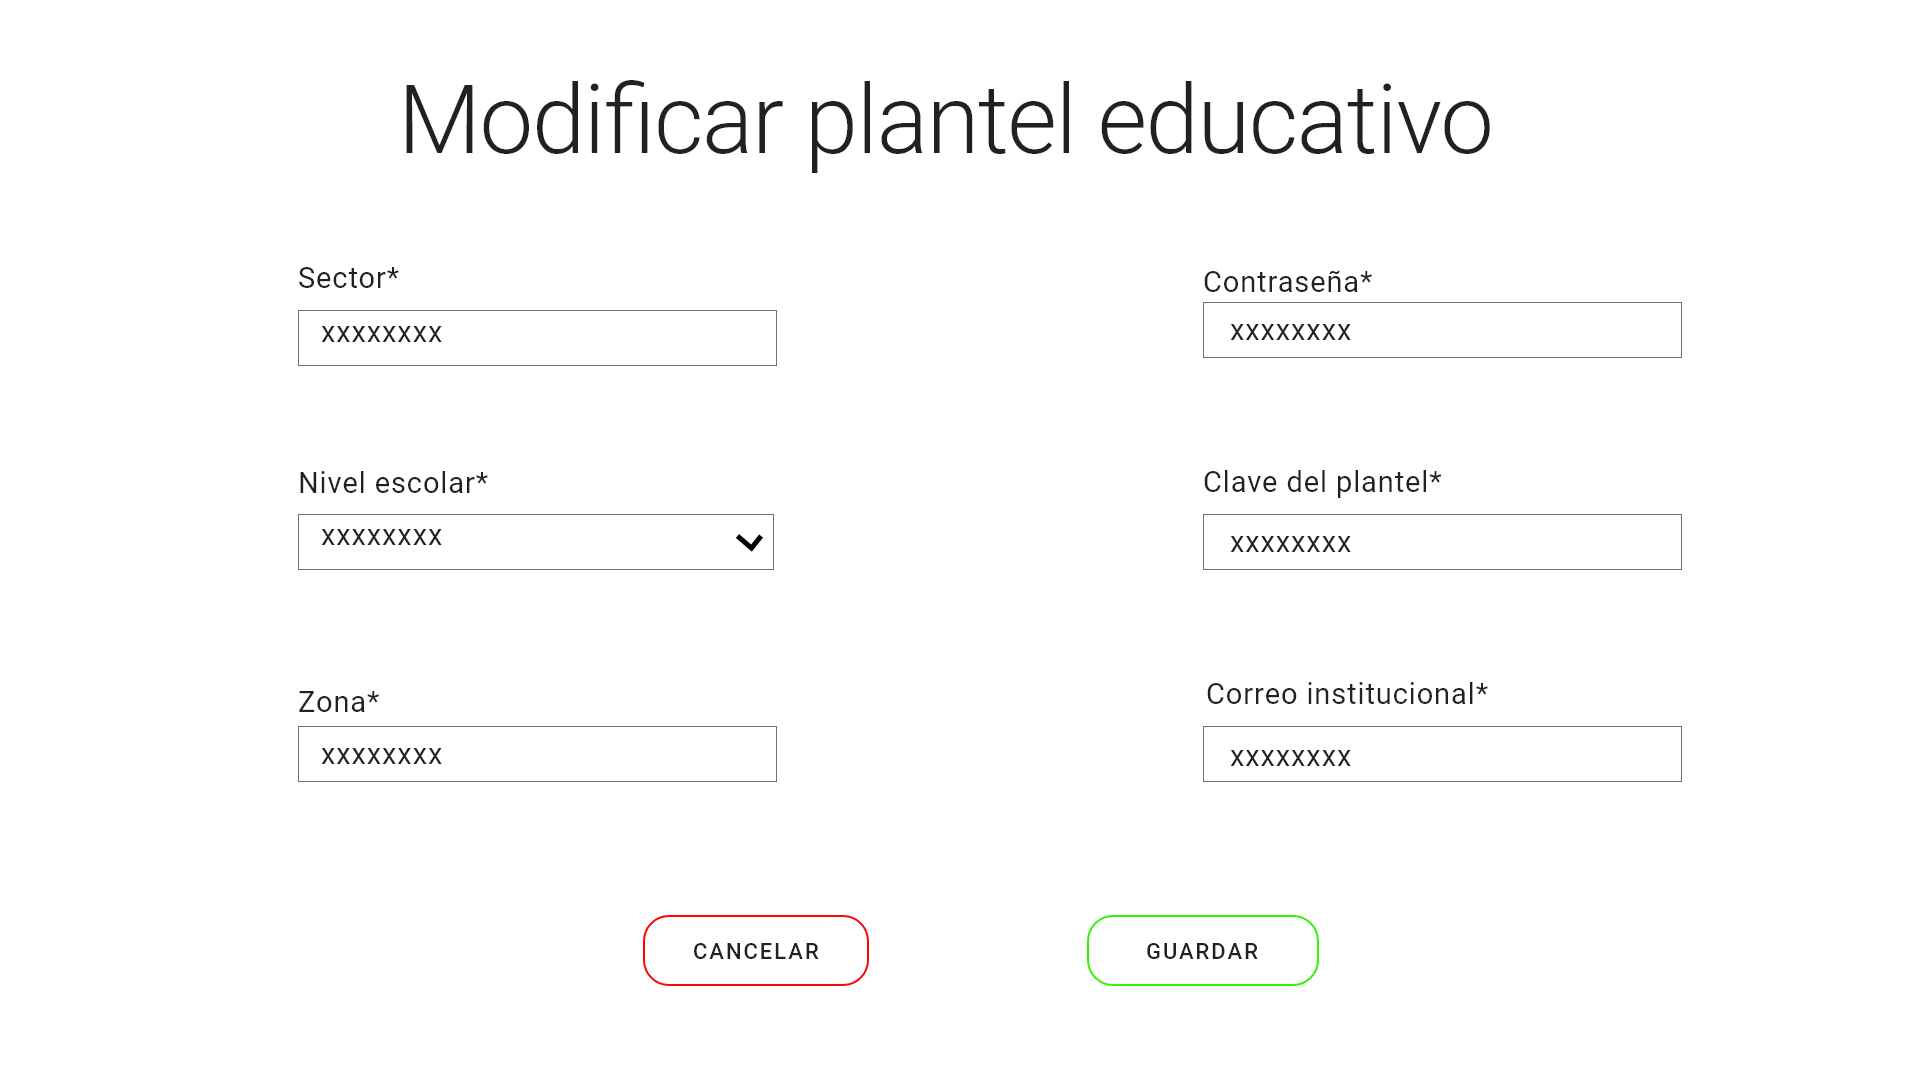 Modificar plantel educativo
Sector*
xxxxxxxx
Contraseña*
xxxxxxxx
Nivel escolar*
xxxxxxxx
Clave del plantel*
xxxxxxxx
Zona*
xxxxxxxx
Correo institucional*
xxxxxxxx
CANCELAR
GUARDAR